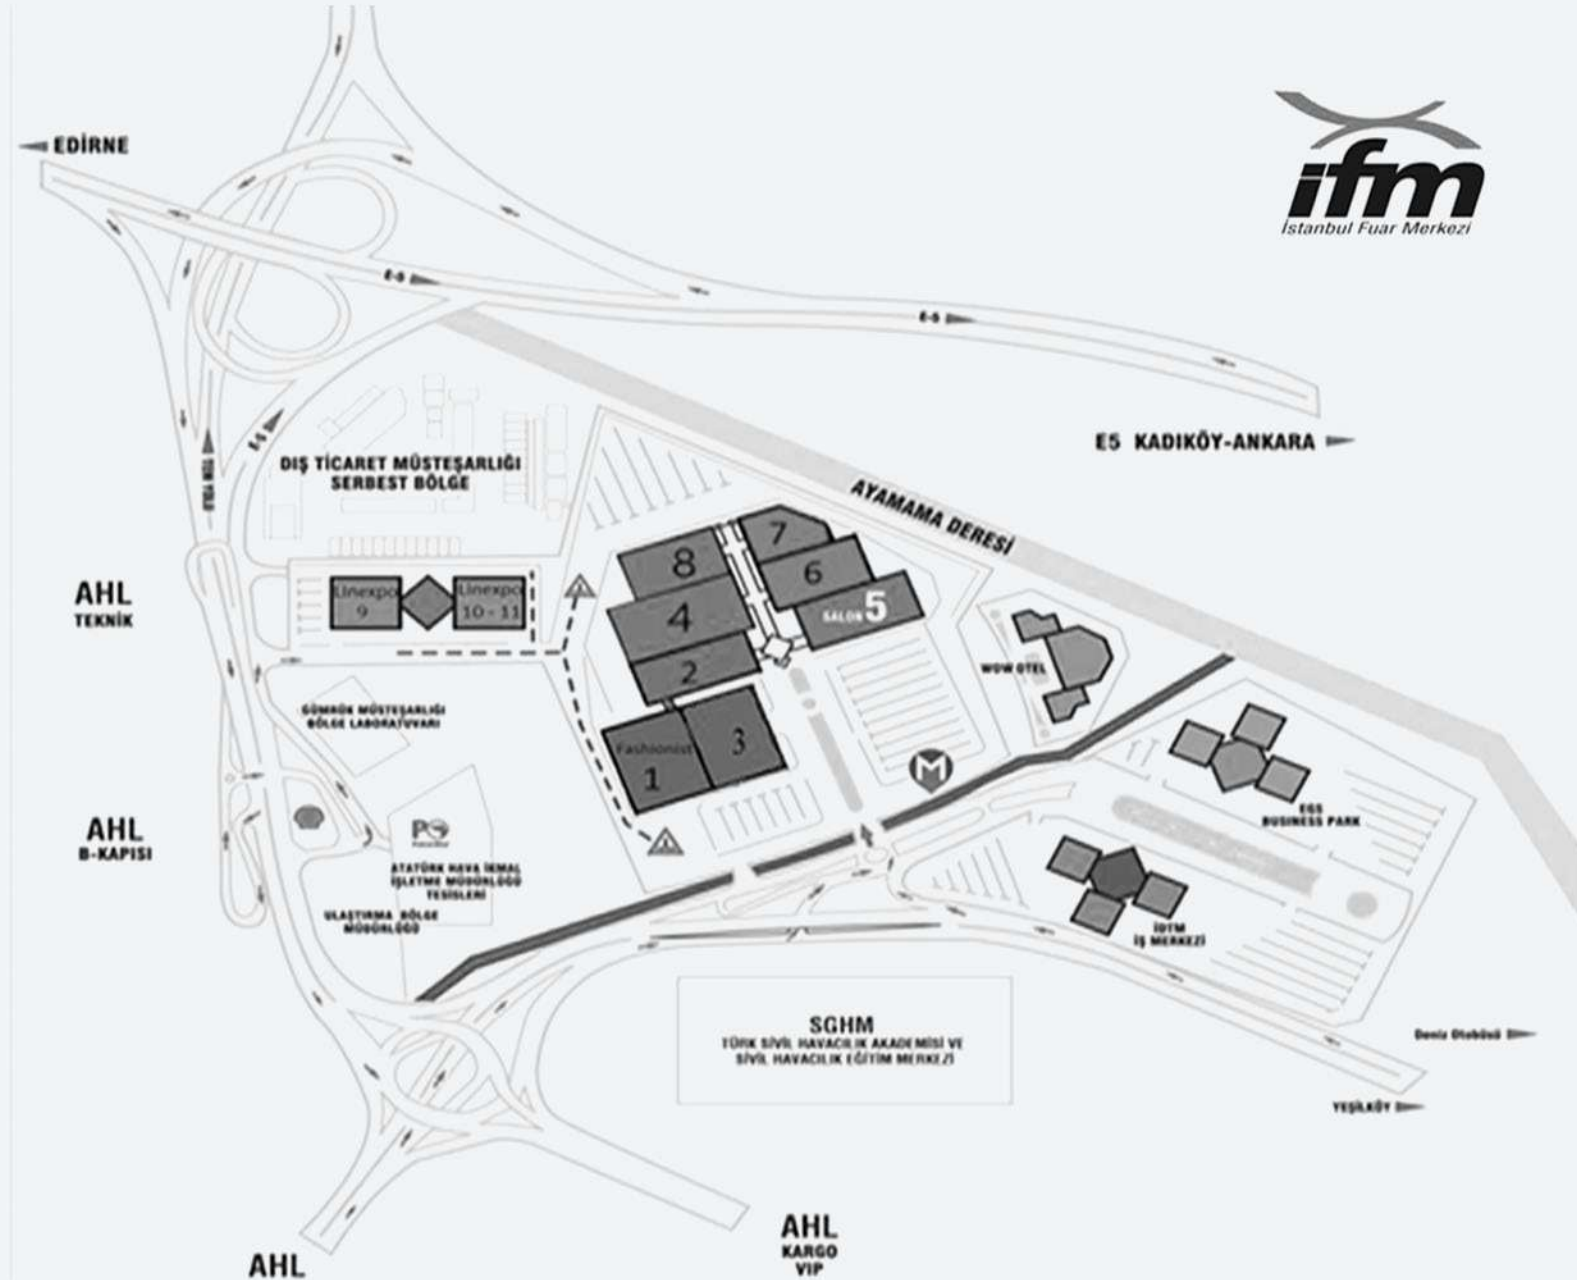 EDİRNE
ifm
İstanbul Fuar Merkezi
E-5
E-5
E5 KADIKÖY-ANKARA
E-5
TEM YOLU
DIŞ TİCARET MÜSTEŞARLIĞI
SERBEST BÖLGE
AYAMAMA DERESİ
7
8
6
Linexpo
9
Linexpo
10 - 11
4
SALON 5
AHL
TEKNİK
2
WOW OTEL
GÜMRÜK MÜSTEŞARLIĞI
BÖLGE LABORATUVARI
Fashionist
1
3
M
EGS
BUSINESS PARK
AHL
B-KAPISI
PO
ATATÜRK HAVA İKMAL
İŞLETME MÜDÜRLÜĞÜ
TESİSLERİ
ULAŞTIRMA BÖLGE
MÜDÜRLÜĞÜ
İDTM
İŞ MERKEZİ
SGHM
TÜRK SİVİL HAVACILIK AKADEMİSİ VE
SİVİL HAVACILIK EĞİTİM MERKEZİ
Deniz Otobüsü
YEŞİLKÖY
AHL
KARGO
VIP
AHL